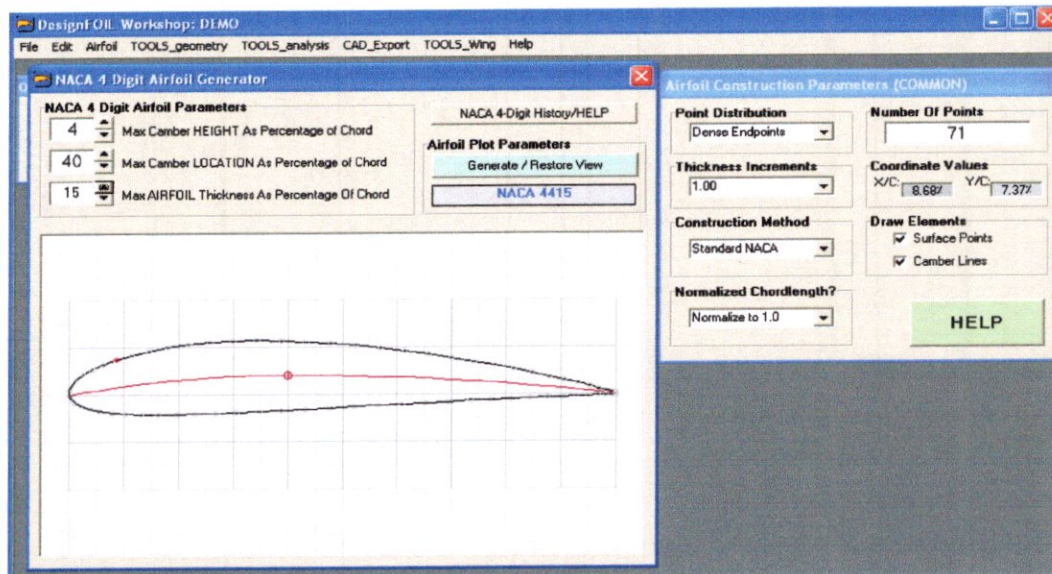 DesignFOIL Workshop: DEMO
File Edit Airfoil TOOLS_geometry TOOLS_analysis CAD_Export TOOLS_Wing Help
NACA 4 Digit Airfoil Generator
NACA 4 Digit Airfoil Parameters
4 Max Camber HEIGHT As Percentage of Chord
40 Max Camber LOCATION As Percentage of Chord
15 Max AIRFOIL Thickness As Percentage Of Chord
NACA 4-Digit History/HELP
Airfoil Plot Parameters
Generate / Restore View
NACA 4415
Airfoil Construction Parameters (COMMON)
Point Distribution
Dense Endpoints
Number Of Points
71
Thickness Increments
1.00
Coordinate Values
X/C: 8.68% Y/C: 7.37%
Construction Method
Standard NACA
Draw Elements
Surface Points
Camber Lines
Normalized Chordlength?
Normalize to 1.0
HELP